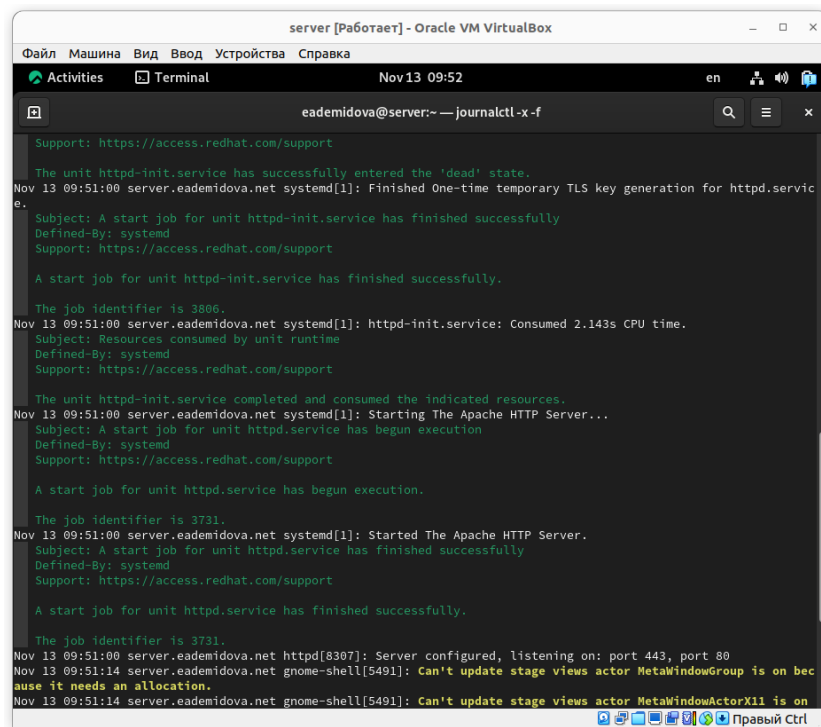 server [Работает] - Oracle VM VirtualBox
Файл Машина Вид Ввод Устройства Справка
Activities Terminal Nov 13 09:52 en
eademidova@server:~ — journalctl -x -f
Support: https://access.redhat.com/support
The unit httpd-init.service has successfully entered the 'dead' state.
Nov 13 09:51:00 server.eademidova.net systemd[1]: Finished One-time temporary TLS key generation for httpd.servic
e.
Subject: A start job for unit httpd-init.service has finished successfully
Defined-By: systemd
Support: https://access.redhat.com/support
A start job for unit httpd-init.service has finished successfully.
The job identifier is 3806.
Nov 13 09:51:00 server.eademidova.net systemd[1]: httpd-init.service: Consumed 2.143s CPU time.
Subject: Resources consumed by unit runtime
Defined-By: systemd
Support: https://access.redhat.com/support
The unit httpd-init.service completed and consumed the indicated resources.
Nov 13 09:51:00 server.eademidova.net systemd[1]: Starting The Apache HTTP Server...
Subject: A start job for unit httpd.service has begun execution
Defined-By: systemd
Support: https://access.redhat.com/support
A start job for unit httpd.service has begun execution.
The job identifier is 3731.
Nov 13 09:51:00 server.eademidova.net systemd[1]: Started The Apache HTTP Server.
Subject: A start job for unit httpd.service has finished successfully
Defined-By: systemd
Support: https://access.redhat.com/support
A start job for unit httpd.service has finished successfully.
The job identifier is 3731.
Nov 13 09:51:00 server.eademidova.net httpd[8307]: Server configured, listening on: port 443, port 80
Nov 13 09:51:14 server.eademidova.net gnome-shell[5491]: Can't update stage views actor MetaWindowGroup is on bec
ause it needs an allocation.
Nov 13 09:51:14 server.eademidova.net gnome-shell[5491]: Can't update stage views actor MetaWindowActorX11 is on
Правый Ctrl